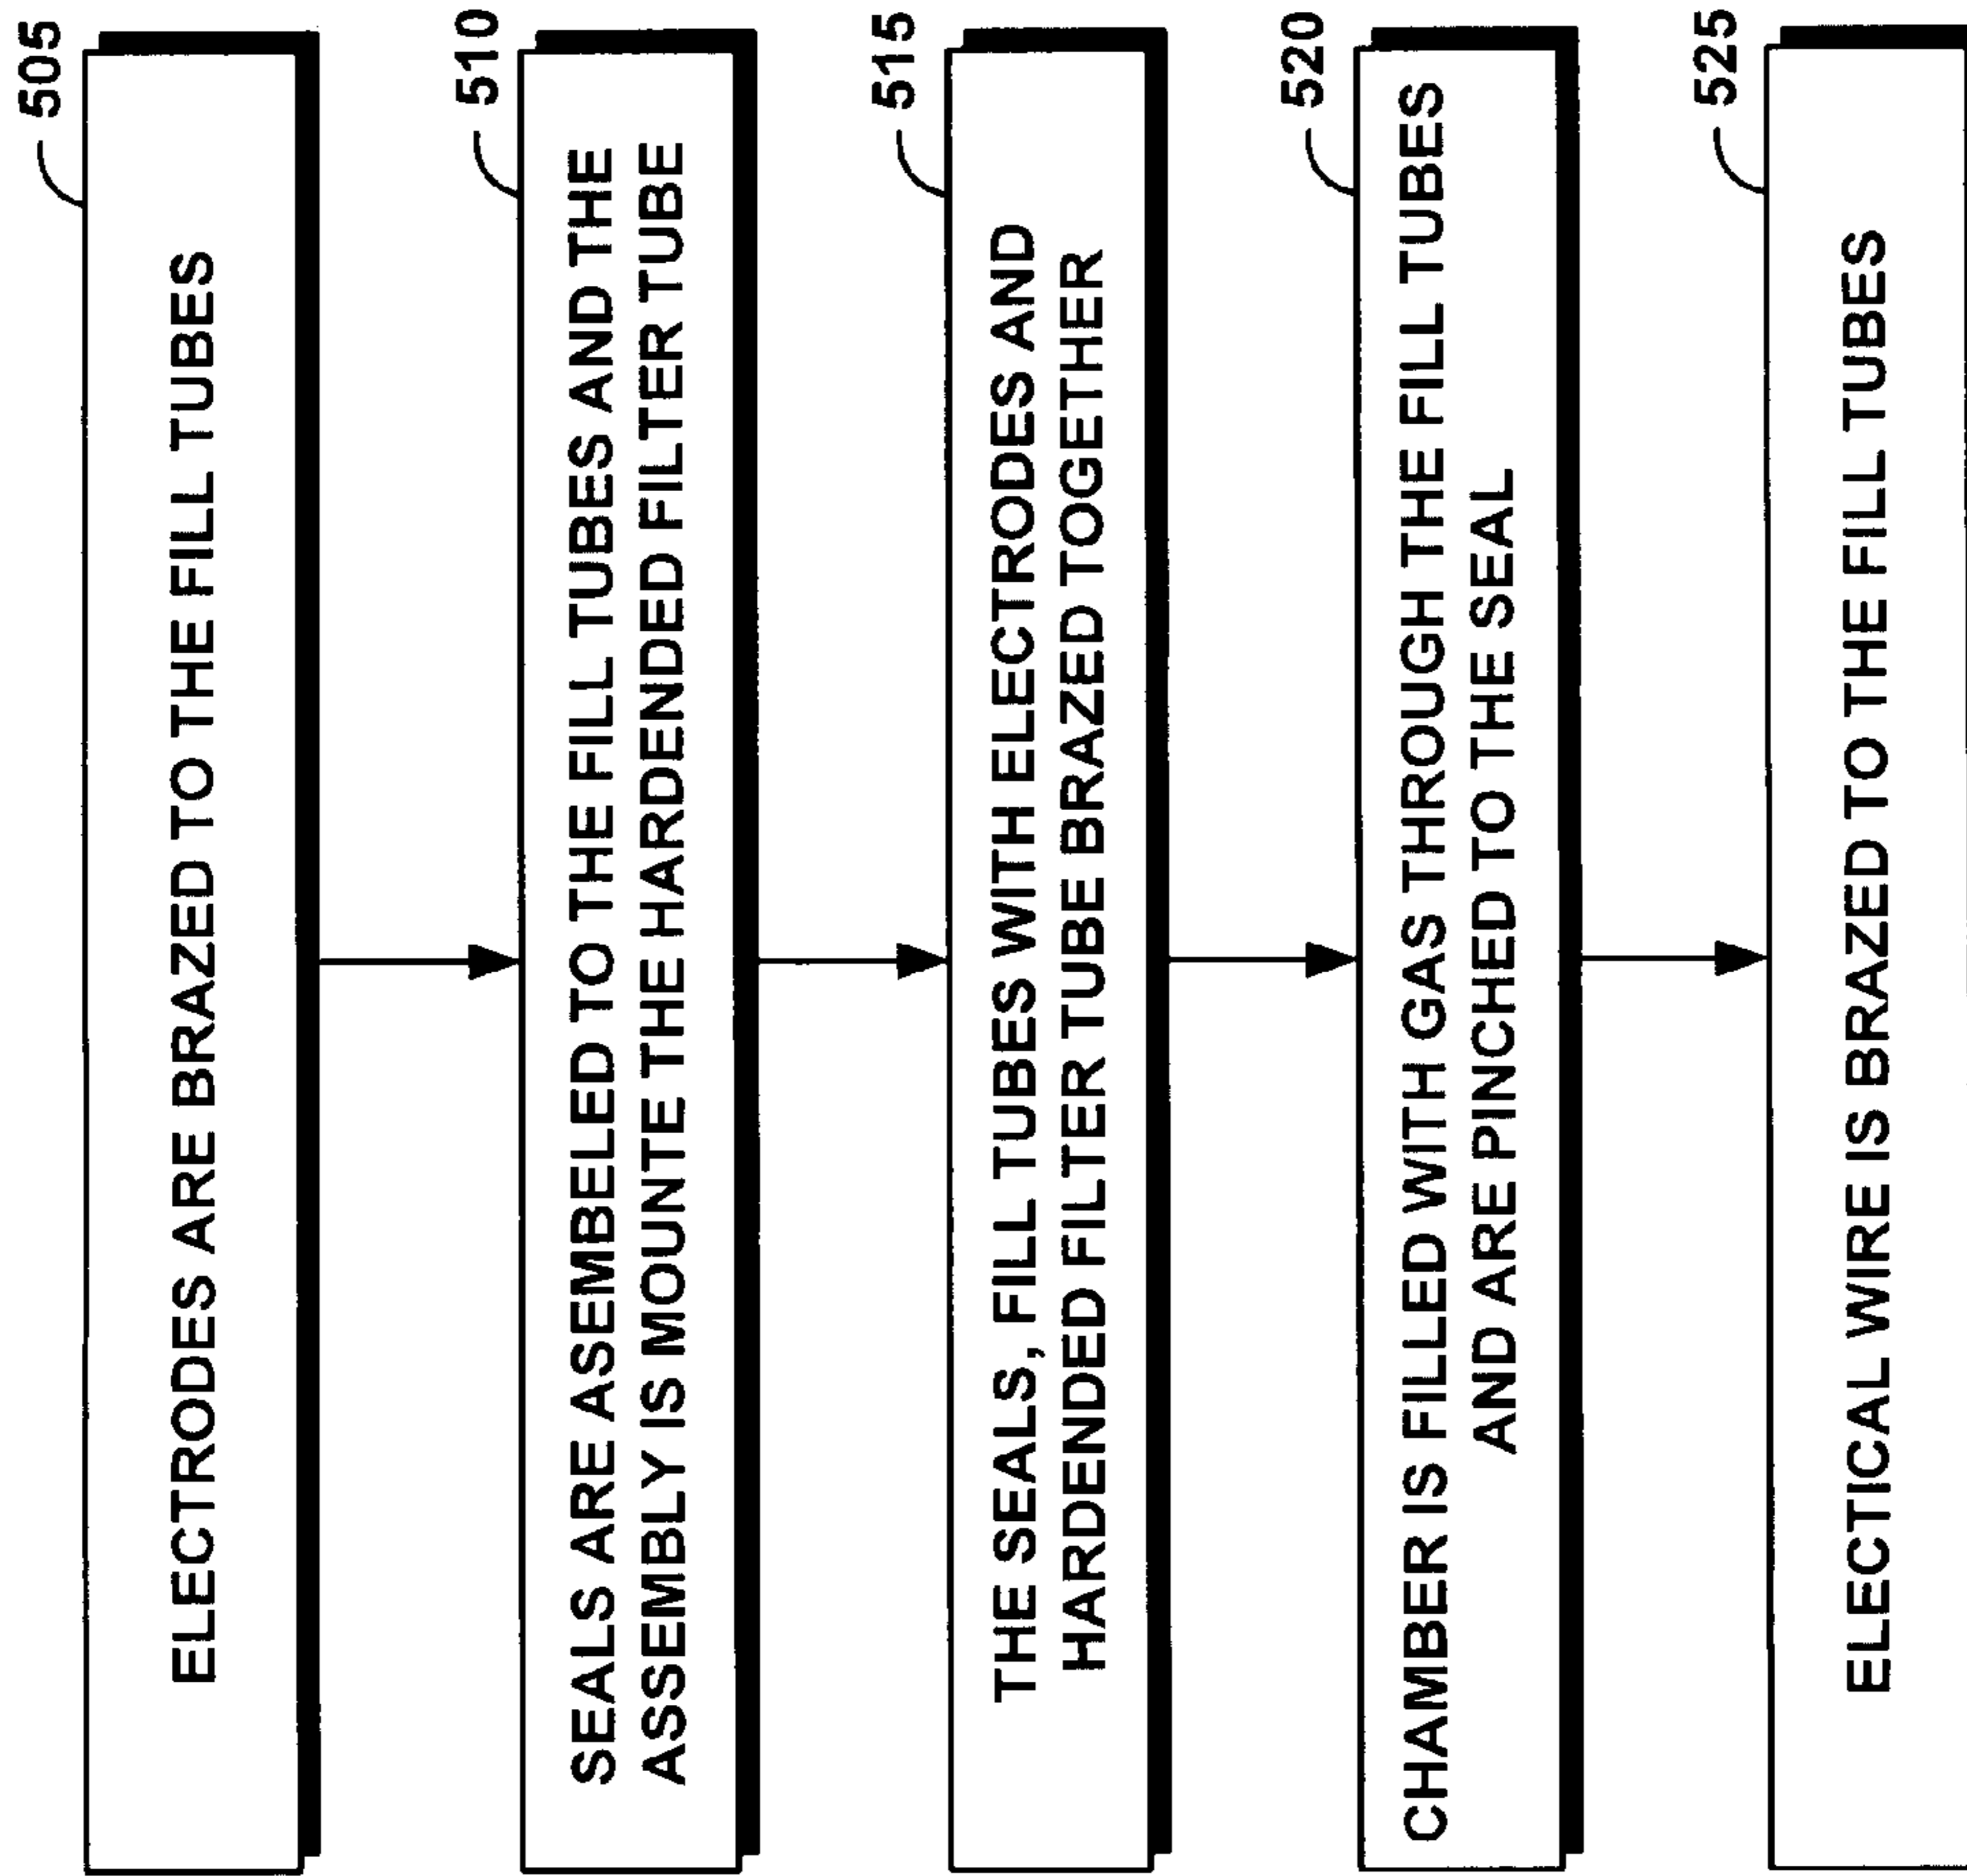 505
ELECTRODES ARE BRAZED TO THE FILL TUBES
510
SEALS ARE ASEMBELED TO THE FILL TUBES AND THE
ASSEMBLY IS MOUNTE THE HARDENDED FILTER TUBE
515
THE SEALS, FILL TUBES WITH ELECTRODES AND
HARDENDED FILTER TUBE BRAZED TOGETHER
520
CHAMBER IS FILLED WITH GAS THROUGH THE FILL TUBES
AND ARE PINCHED TO THE SEAL
525
ELECTICAL WIRE IS BRAZED TO THE FILL TUBES